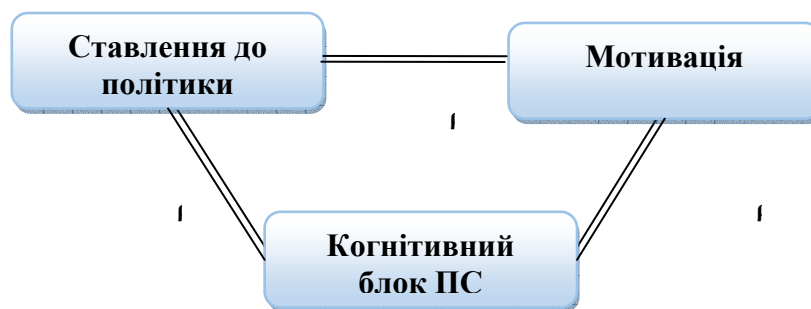 Ставлення до
політики
Мотивація
Когнітивний
блок ПС